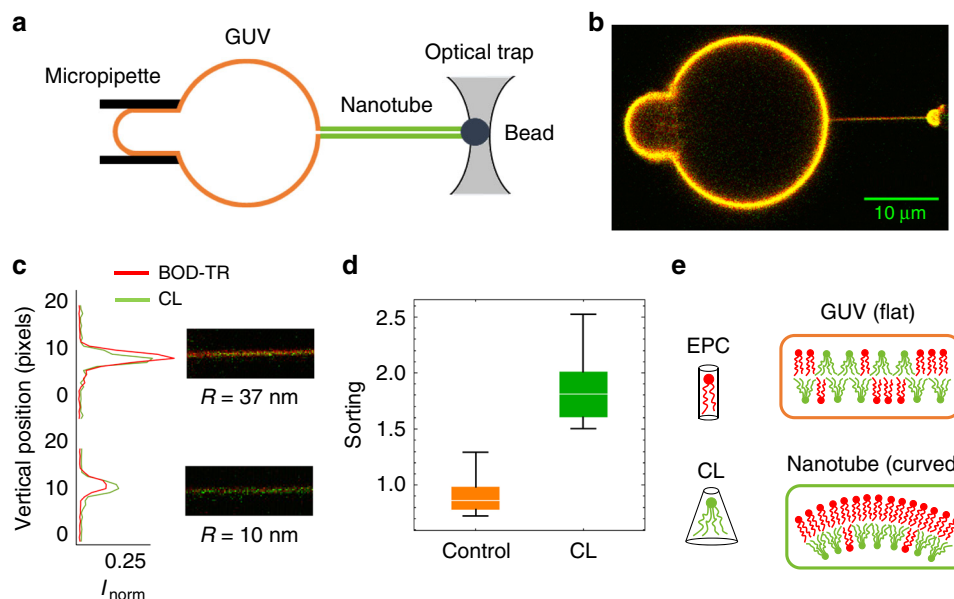 a
GUV
Micropipette
Optical trap
Nanotube
Bead
b
10 μm
c
BOD-TR
CL
Vertical position (pixels)
20
10
0
20
10
0
0.25
I norm
R = 37 nm
R = 10 nm
d
Sorting
2.5
2.0
1.5
1.0
Control
CL
e
GUV (flat)
EPC
Nanotube (curved)
CL